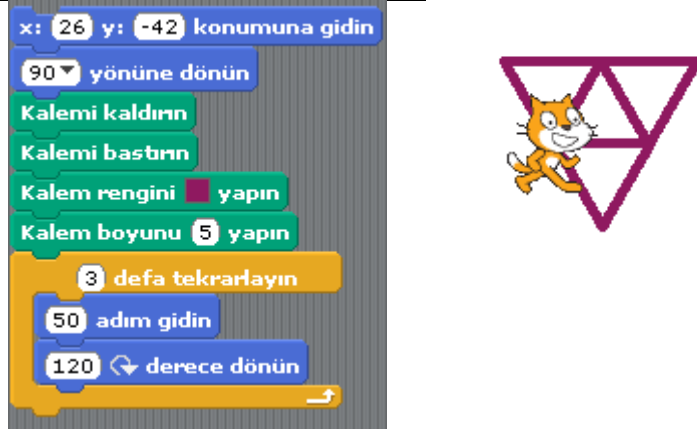 x: 26 y: -42 konumuna gidin
90 yönüne dönün
Kalemi kaldırın
Kalemi bastırın
Kalem rengini yapın
Kalem boyunu 5 yapın
3 defa tekrarlayın
50 adım gidin
120 derece dönün